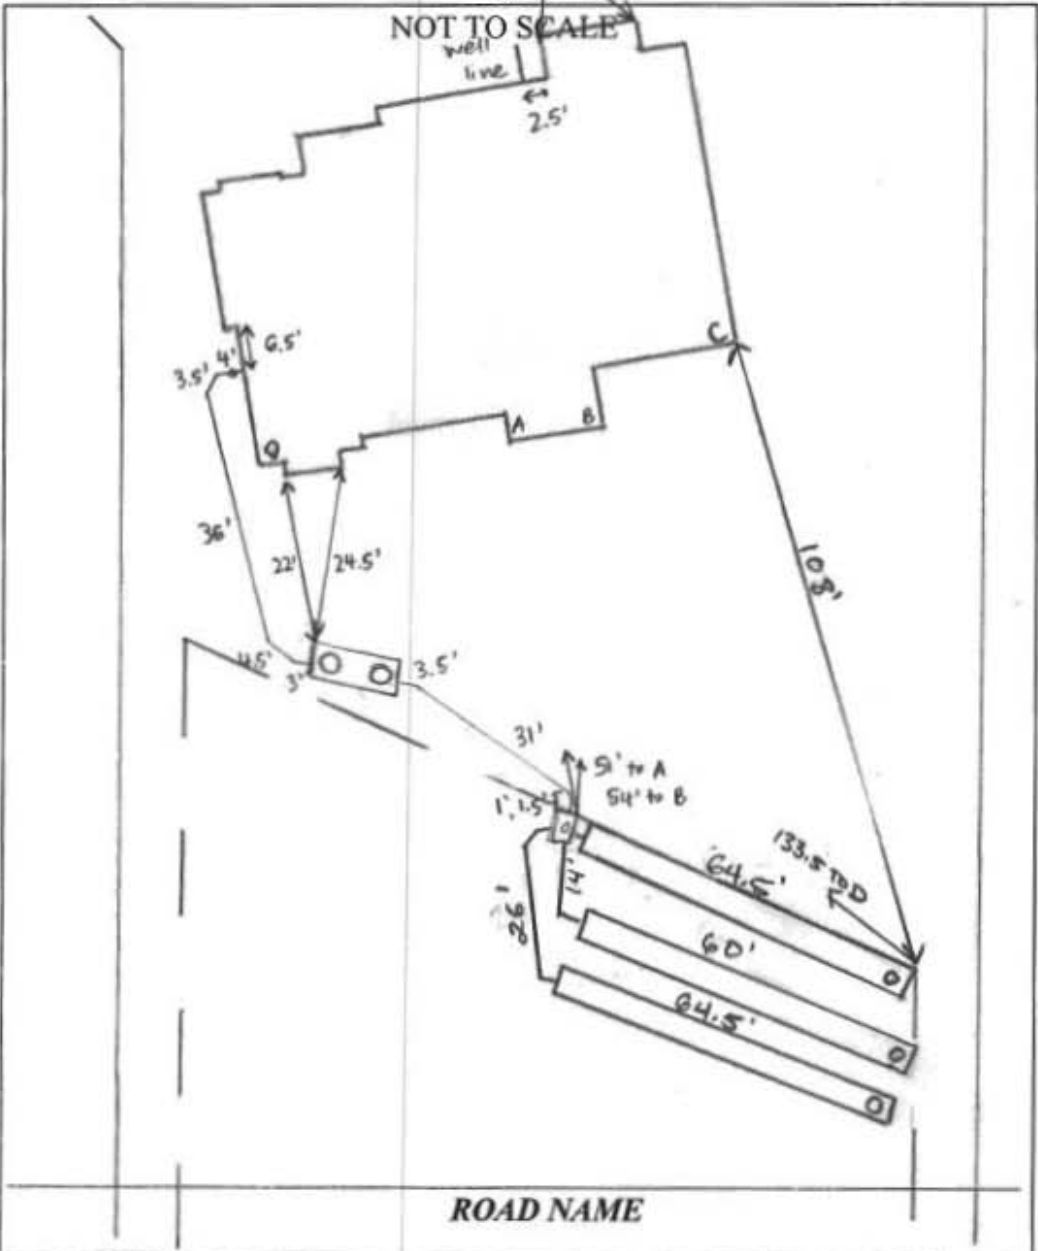 NOT TO SCALE
well
line
2.5'
6.5'
4'
3.5'
C
A
B
D
36'
22'
24.5'
108'
4.5'
3'
3.5'
31'
51' to A
54' to B
1', 1.5'
133.5 TO D
64.5'
14'
26'
60'
64.5'
ROAD NAME